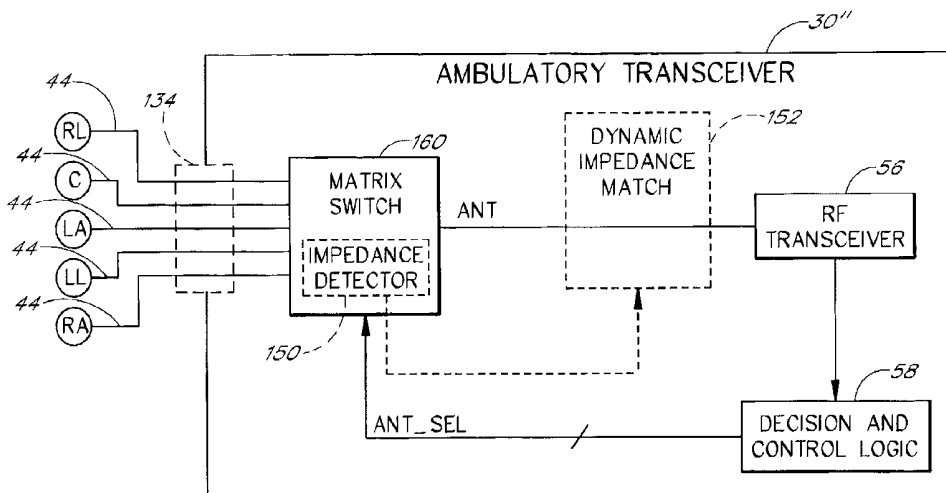 30"
AMBULATORY TRANSCEIVER
44
134
RL
160
152
DYNAMIC
IMPEDANCE
MATCH
44
C
MATRIX
SWITCH
56
44
LA
ANT
RF
TRANSCEIVER
44
LL
IMPEDANCE
DETECTOR
44
RA
150
58
ANT_SEL
DECISION AND
CONTROL LOGIC